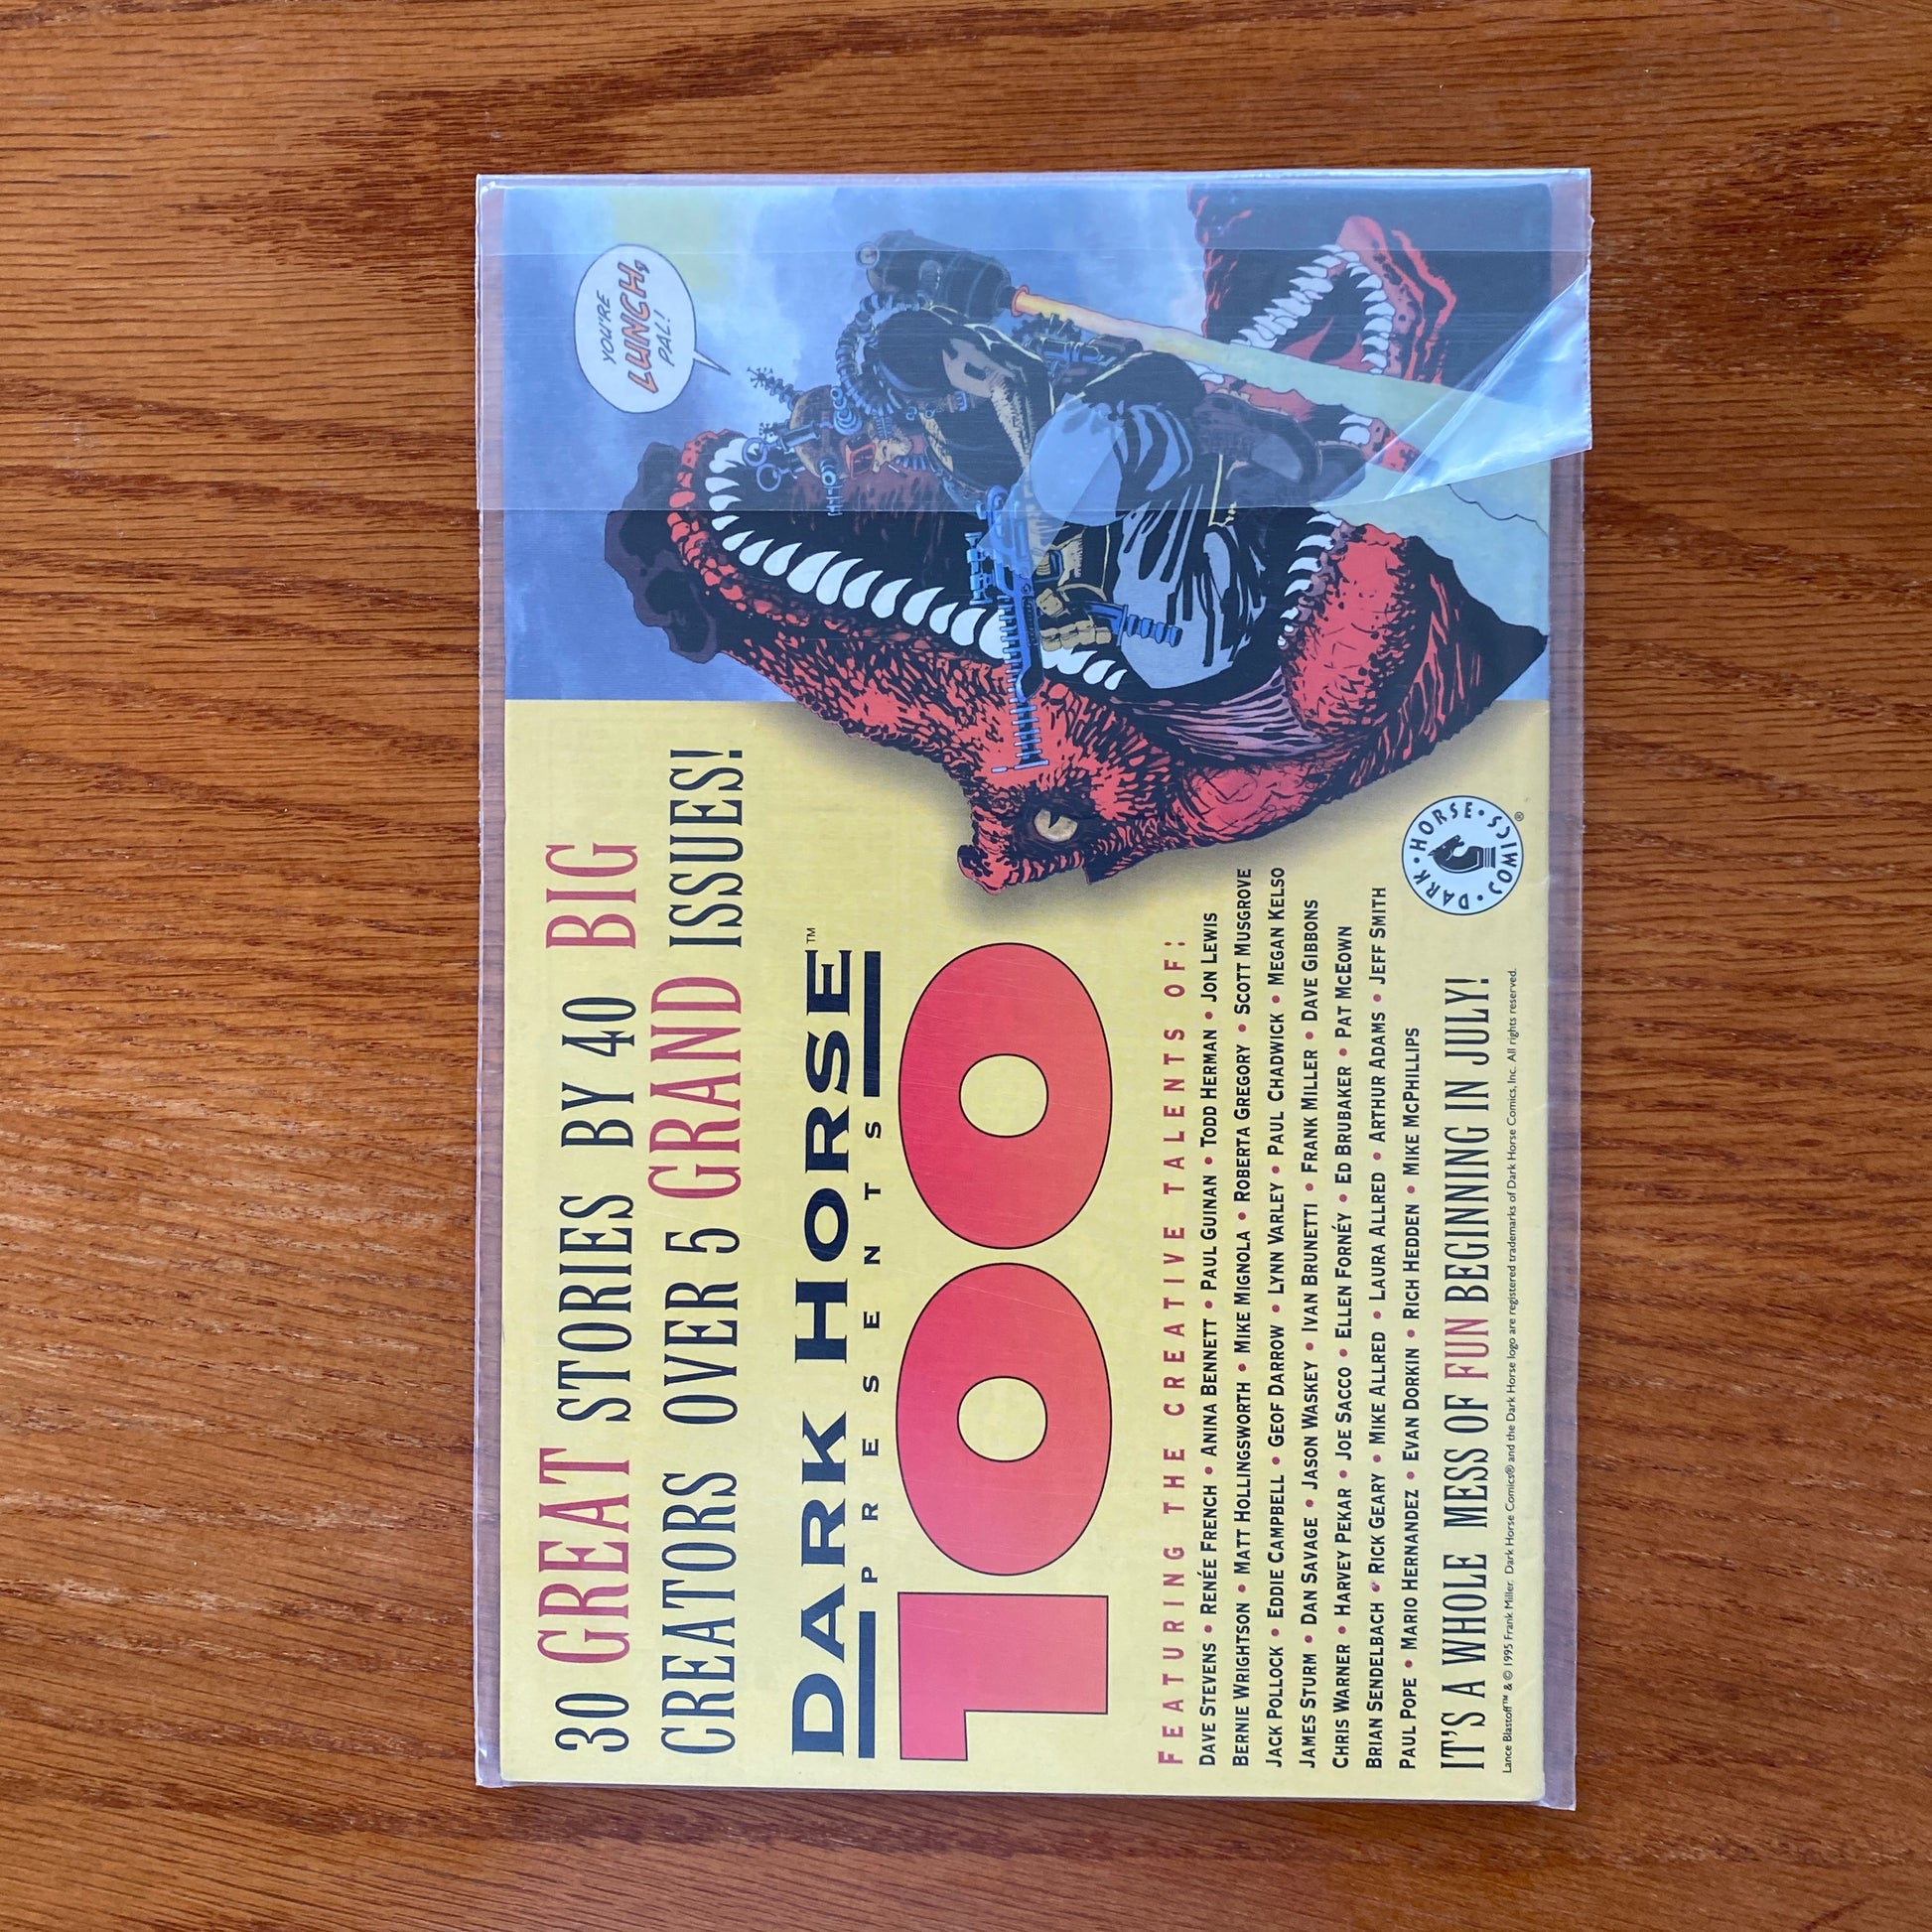 30 GREAT STORIES BY 40 BIG
CREATORS OVER 5 GRAND ISSUES!
DARK HORSE™
PRESENTS
100
YOU'RE
LUNCH,
PAL!
FEATURING THE CREATIVE TALENTS OF:
DAVE STEVENS • RENÉE FRENCH • ANINA BENNETT • PAUL GUINAN • TODD HERMAN • JON LEWIS
BERNIE WRIGHTSON • MATT HOLLINGSWORTH • MIKE MIGNOLA • ROBERTA GREGORY • SCOTT MUSGROVE
JACK POLLOCK • EDDIE CAMPBELL • GEOF DARROW • LYNN VARLEY • PAUL CHADWICK • MEGAN KELSO
JAMES STURM • DAN SAVAGE • JASON WASKEY • IVAN BRUNETTI • FRANK MILLER • DAVE GIBBONS
CHRIS WARNER • HARVEY PEKAR • JOE SACCO • ELLEN FORNÉY • ED BRUBAKER • PAT MCEOWN
BRIAN SENDELBACH • RICK GEARY • MIKE ALLRED • LAURA ALLRED • ARTHUR ADAMS • JEFF SMITH
PAUL POPE • MARIO HERNANDEZ • EVAN DORKIN • RICH HEDDEN • MIKE MCPHILLIPS
IT'S A WHOLE MESS OF FUN BEGINNING IN JULY!
Lance Blastoff™ & © 1995 Frank Miller. Dark Horse Comics® and the Dark Horse logo are registered trademarks of Dark Horse Comics, Inc. All rights reserved.
DARK • HORSE • COMICS •®